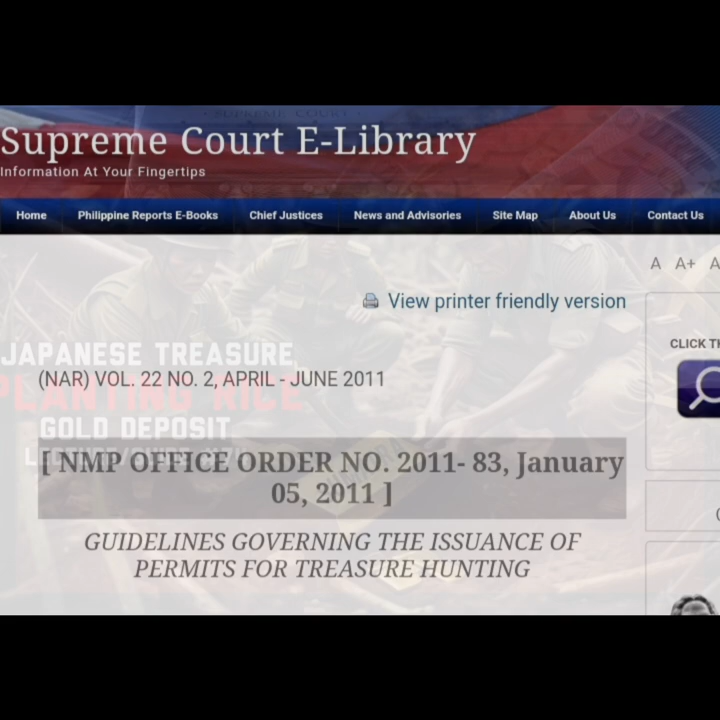 Supreme Court E-Library
Information At Your Fingertips
Home Philippine Reports E-Books Chief Justices News and Advisories Site Map About Us Contact Us
A A+ A
View printer friendly version
CLICK TH
JAPANESE TREASURE
(NAR) VOL. 22 NO. 2, APRIL - JUNE 2011
PLANTING RICE
GOLD DEPOSIT
[ NMP OFFICE ORDER NO. 2011- 83, January
05, 2011 ]
GUIDELINES GOVERNING THE ISSUANCE OF
PERMITS FOR TREASURE HUNTING